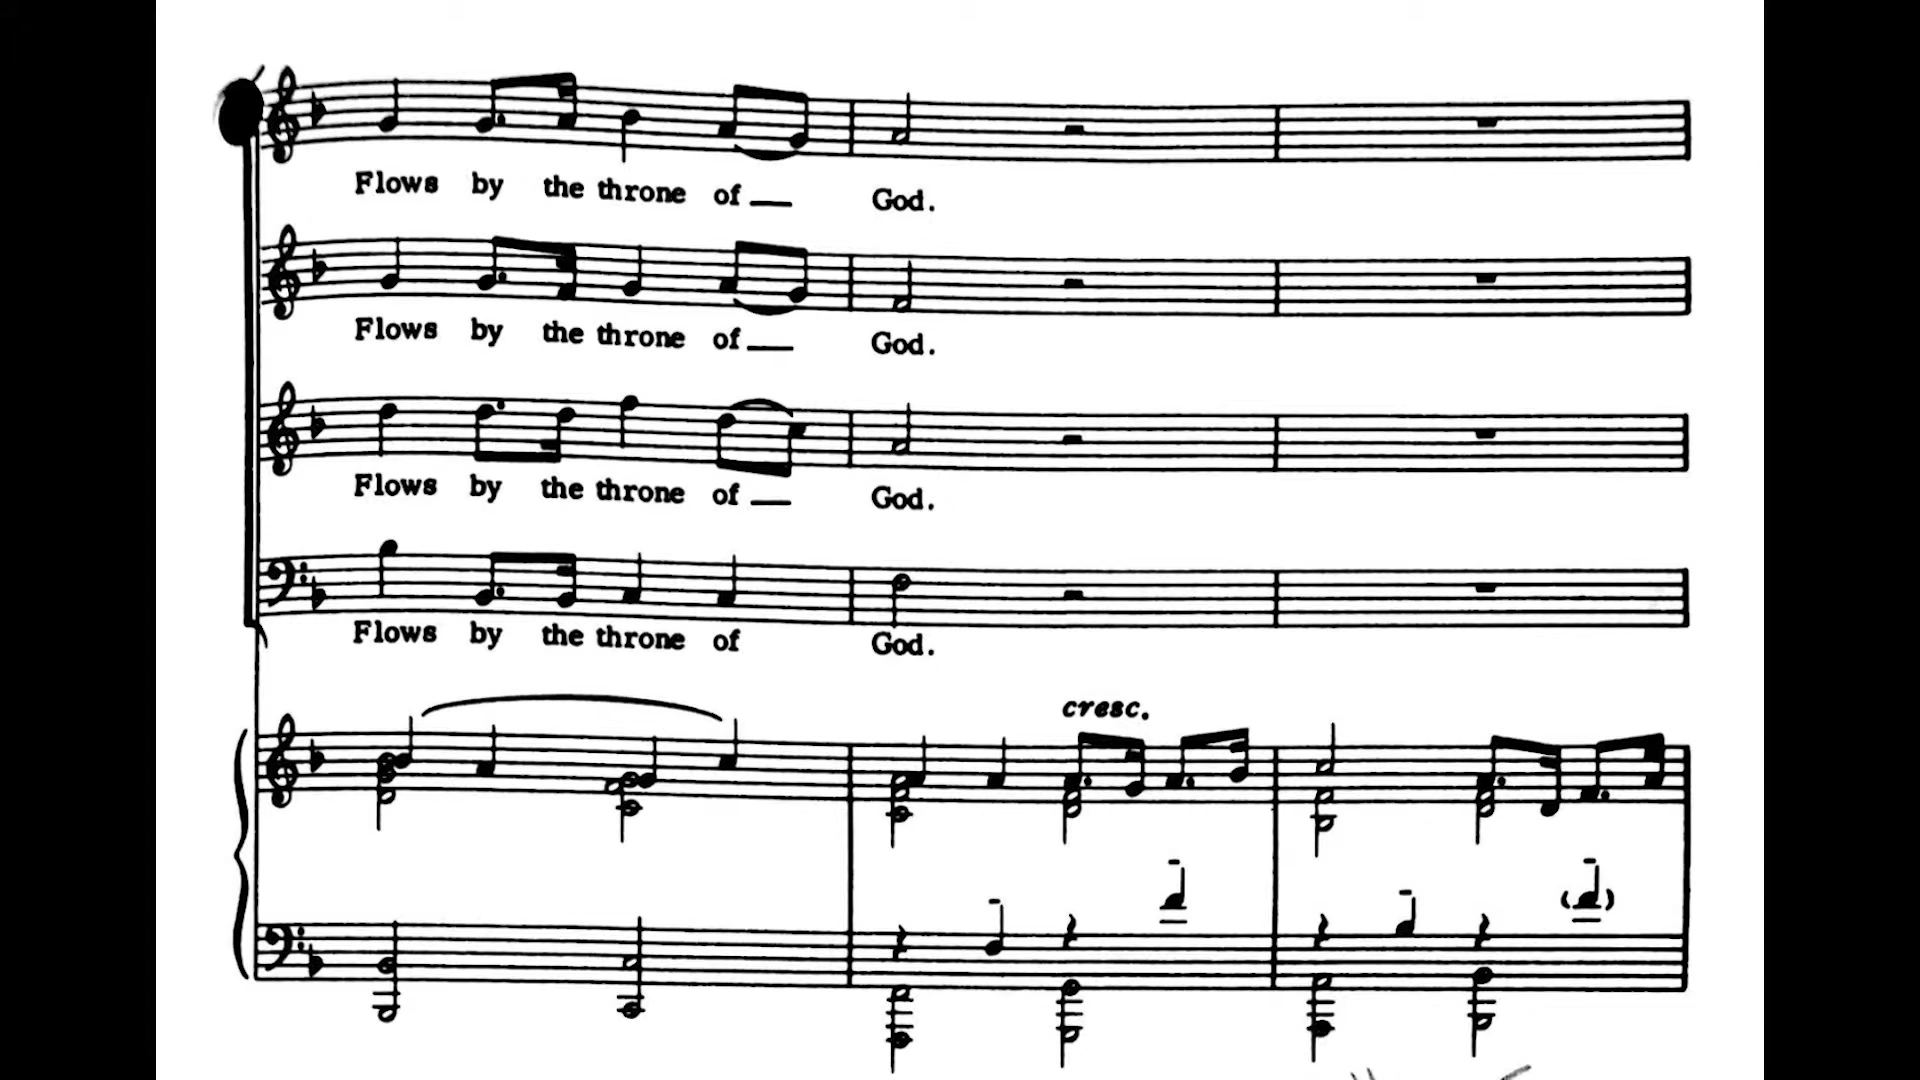 Flows by the throne of God.
Flows by the throne of God.
Flows by the throne of God.
Flows by the throne of God.
cresc.